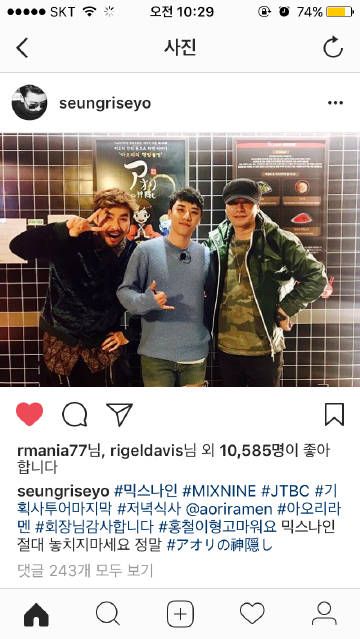 SKT 오전 10:29 74%
사진
seungriseyo
rmania77님, rigeldavis님 외 10,585명이 좋아
합니다
seungriseyo #믹스나인 #MIXNINE #JTBC #기
획사투어마지막 #저녁식사 @aoriramen #아오리라
멘 #회장님감사합니다 #홍철이형고마워요 믹스나인
절대 놓치지마세요 정말 #アオリの神隠し
댓글 243개 모두 보기